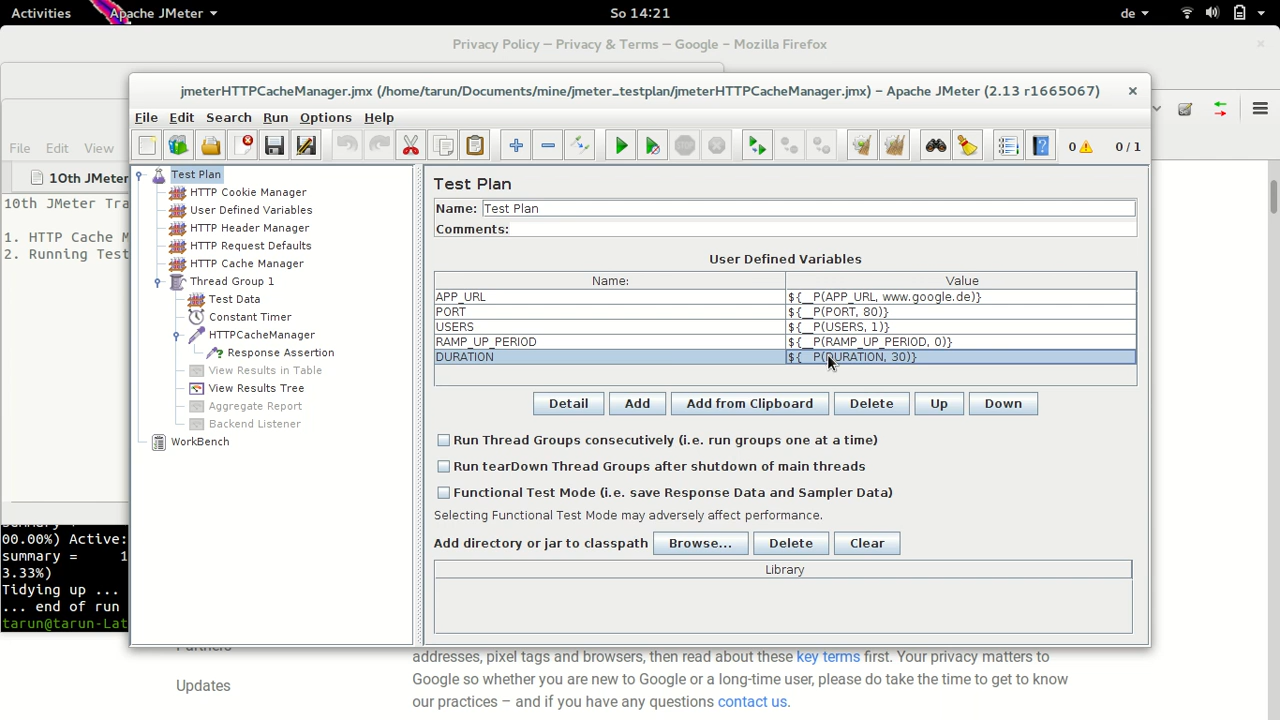 Activities
Apache JMeter
So 14:21
de
Privacy Policy — Privacy & Terms — Google – Mozilla Firefox
jmeterHTTPCacheManager.jmx (/home/tarun/Documents/mine/jmeter_testplan/jmeterHTTPCacheManager.jmx) – Apache JMeter (2.13 r1665067)
File Edit Search Run Options Help
0 0 / 1
File Edit View
10th JMeter
10th JMeter Tra
1. HTTP Cache M
2. Running Test
00.00%) Active:
summary = 1
3.33%)
Tidying up ...
... end of run
tarun@tarun-Lat
Test Plan
HTTP Cookie Manager
User Defined Variables
HTTP Header Manager
HTTP Request Defaults
HTTP Cache Manager
Thread Group 1
Test Data
Constant Timer
HTTPCacheManager
Response Assertion
View Results in Table
View Results Tree
Aggregate Report
Backend Listener
WorkBench
Test Plan
Name: Test Plan
Comments:
User Defined Variables
Name: Value
APP_URL ${__P(APP_URL, www.google.de)}
PORT ${__P(PORT, 80)}
USERS ${__P(USERS, 1)}
RAMP_UP_PERIOD ${__P(RAMP_UP_PERIOD, 0)}
DURATION ${__P(DURATION, 30)}
Detail Add Add from Clipboard Delete Up Down
Run Thread Groups consecutively (i.e. run groups one at a time)
Run tearDown Thread Groups after shutdown of main threads
Functional Test Mode (i.e. save Response Data and Sampler Data)
Selecting Functional Test Mode may adversely affect performance.
Add directory or jar to classpath Browse... Delete Clear
Library
Updates
addresses, pixel tags and browsers, then read about these key terms first. Your privacy matters to
Google so whether you are new to Google or a long-time user, please do take the time to get to know
our practices – and if you have any questions contact us.